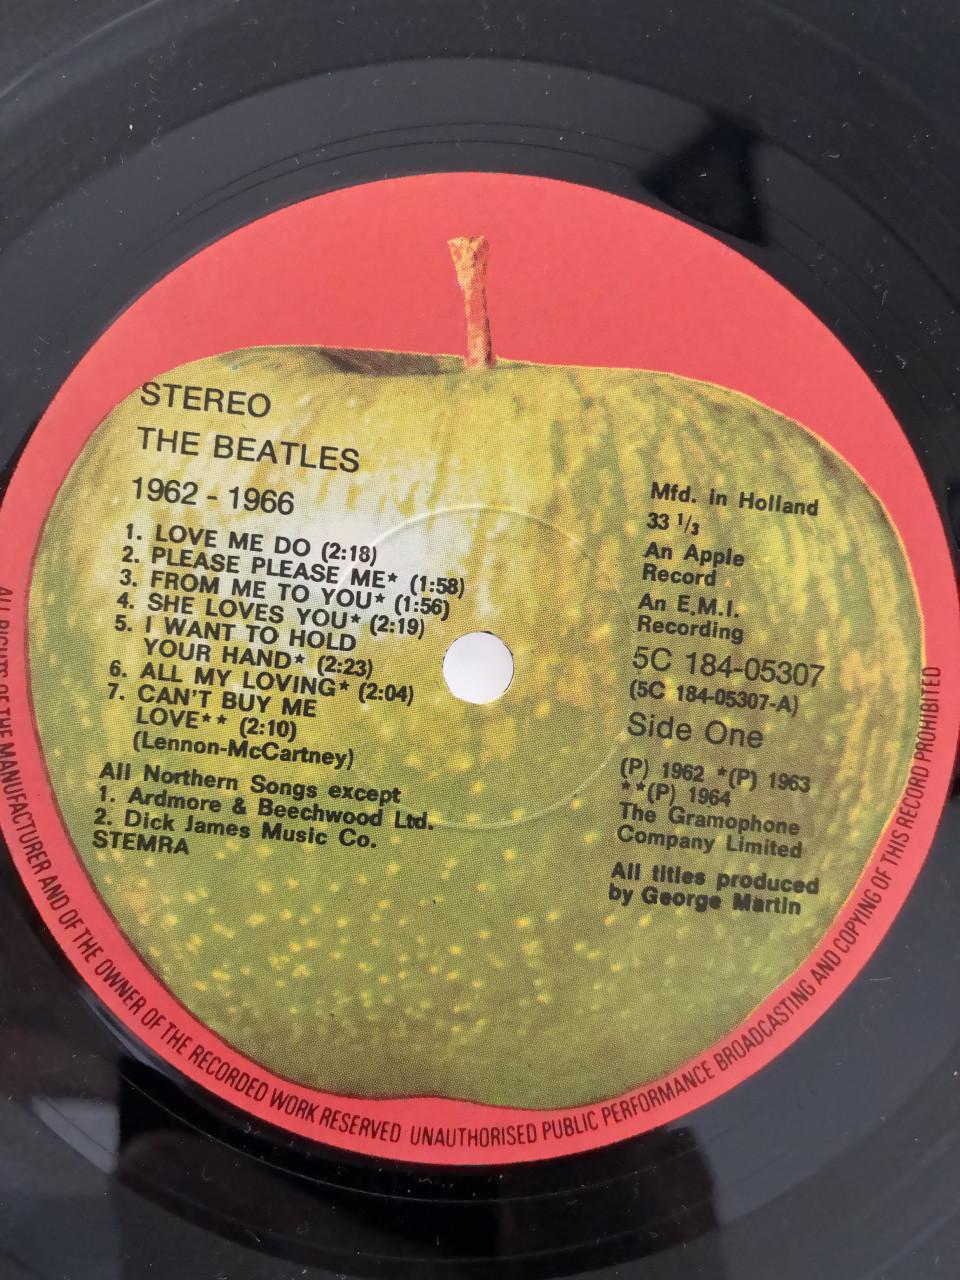 STEREO
THE BEATLES
1962 - 1966
1. LOVE ME DO (2:18)
2. PLEASE PLEASE ME* (1:58)
3. FROM ME TO YOU* (1:56)
4. SHE LOVES YOU* (2:19)
5. I WANT TO HOLD
YOUR HAND* (2:23)
6. ALL MY LOVING* (2:04)
7. CAN'T BUY ME
LOVE** (2:10)
(Lennon-McCartney)
All Northern Songs except
1. Ardmore & Beechwood Ltd.
2. Dick James Music Co.
STEMRA
Mfd. in Holland
33 1/3
An Apple
Record
An E.M.I.
Recording
5C 184-05307
(5C 184-05307-A)
Side One
(P) 1962 *(P) 1963
**(P) 1964
The Gramophone
Company Limited
All titles produced
by George Martin
ALL RIGHTS OF THE MANUFACTURER AND OF THE OWNER OF THE RECORDED WORK RESERVED UNAUTHORISED PUBLIC PERFORMANCE BROADCASTING AND COPYING OF THIS RECORD PROHIBITED